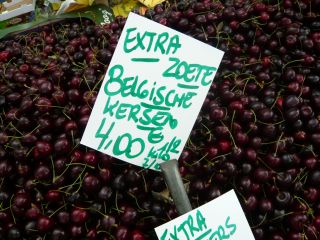 EXTRA
ZOETE
BELGISCHE
KERSEN
€
4,00
EXTRA